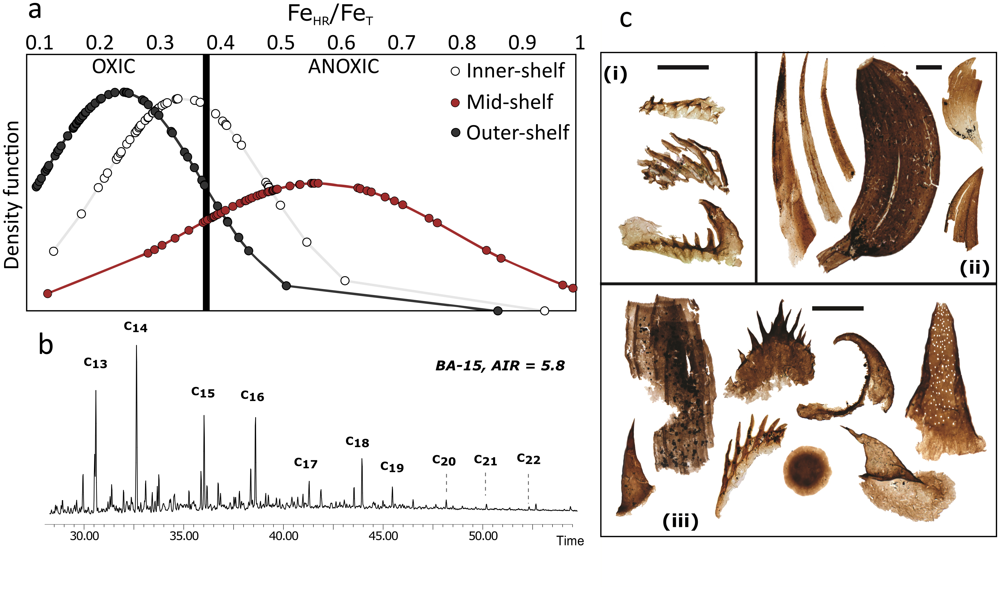 a
Fe_HR/Fe_T
0.1 0.2 0.3 0.4 0.5 0.6 0.7 0.8 0.9 1
OXIC
ANOXIC
Inner-shelf
Mid-shelf
Outer-shelf
Density function
b
BA-15, AIR = 5.8
C13
C14
C15
C16
C17
C18
C19
C20
C21
C22
30.00 35.00 40.00 45.00 50.00
Time
c
(i)
(ii)
(iii)